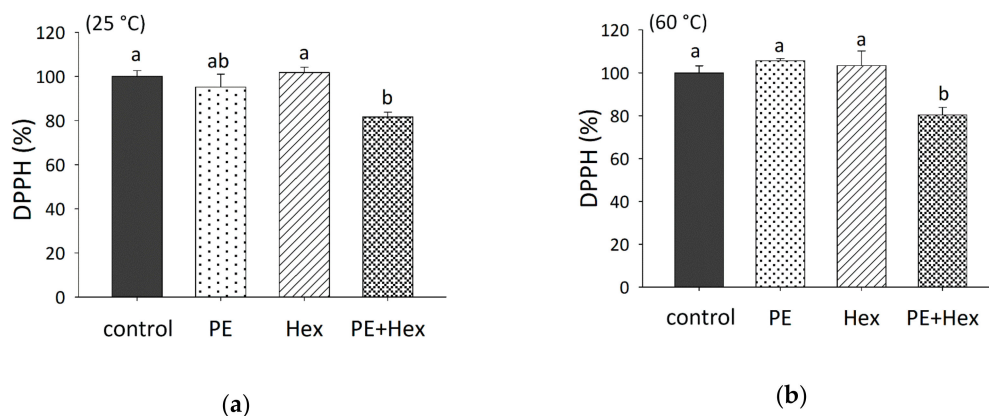 (25 °C)
DPPH (%)
120
100
80
60
40
20
0
a
ab
a
b
control PE Hex PE+Hex
(a)
(60 °C)
DPPH (%)
120
100
80
60
40
20
0
a
a
a
b
control PE Hex PE+Hex
(b)